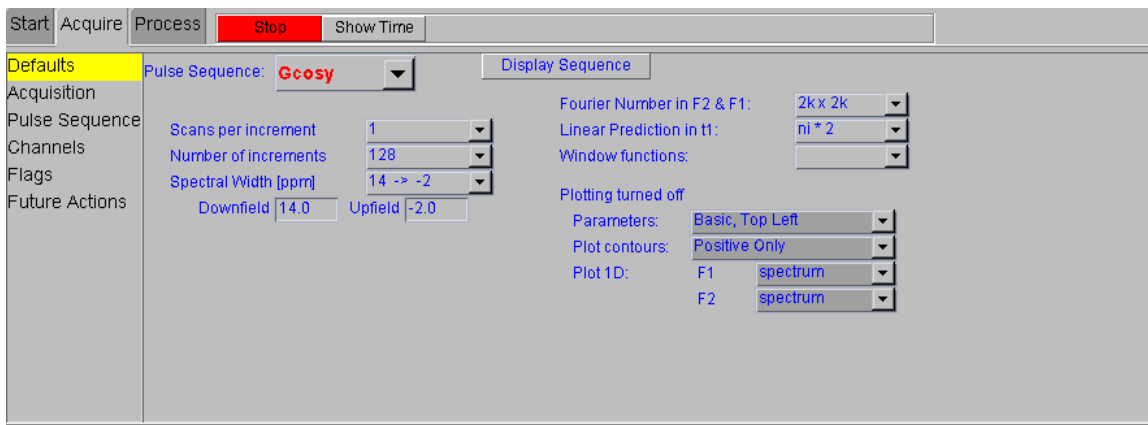 Start Acquire Process Stop Show Time
Defaults
Acquisition
Pulse Sequence
Channels
Flags
Future Actions
Pulse Sequence: Gcosy Display Sequence
Scans per increment 1
Number of increments 128
Spectral Width [ppm] 14 -> -2
Downfield 14.0 Upfield -2.0
Fourier Number in F2 & F1: 2k x 2k
Linear Prediction in t1: ni * 2
Window functions:
Plotting turned off
Parameters: Basic, Top Left
Plot contours: Positive Only
Plot 1D: F1 spectrum
F2 spectrum